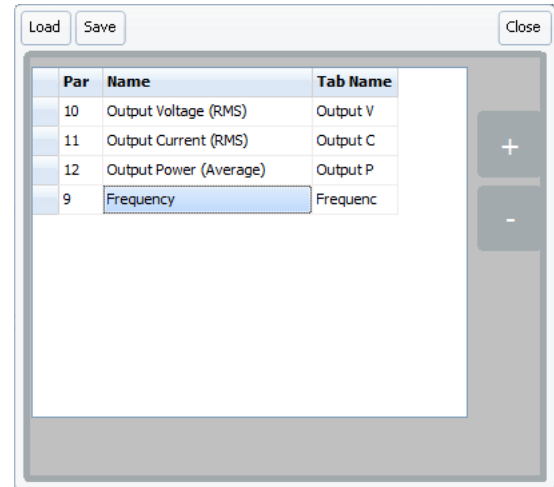 Load Save Close
Par Name Tab Name
10 Output Voltage (RMS) Output V
11 Output Current (RMS) Output C
12 Output Power (Average) Output P
9 Frequency Frequenc
+
-